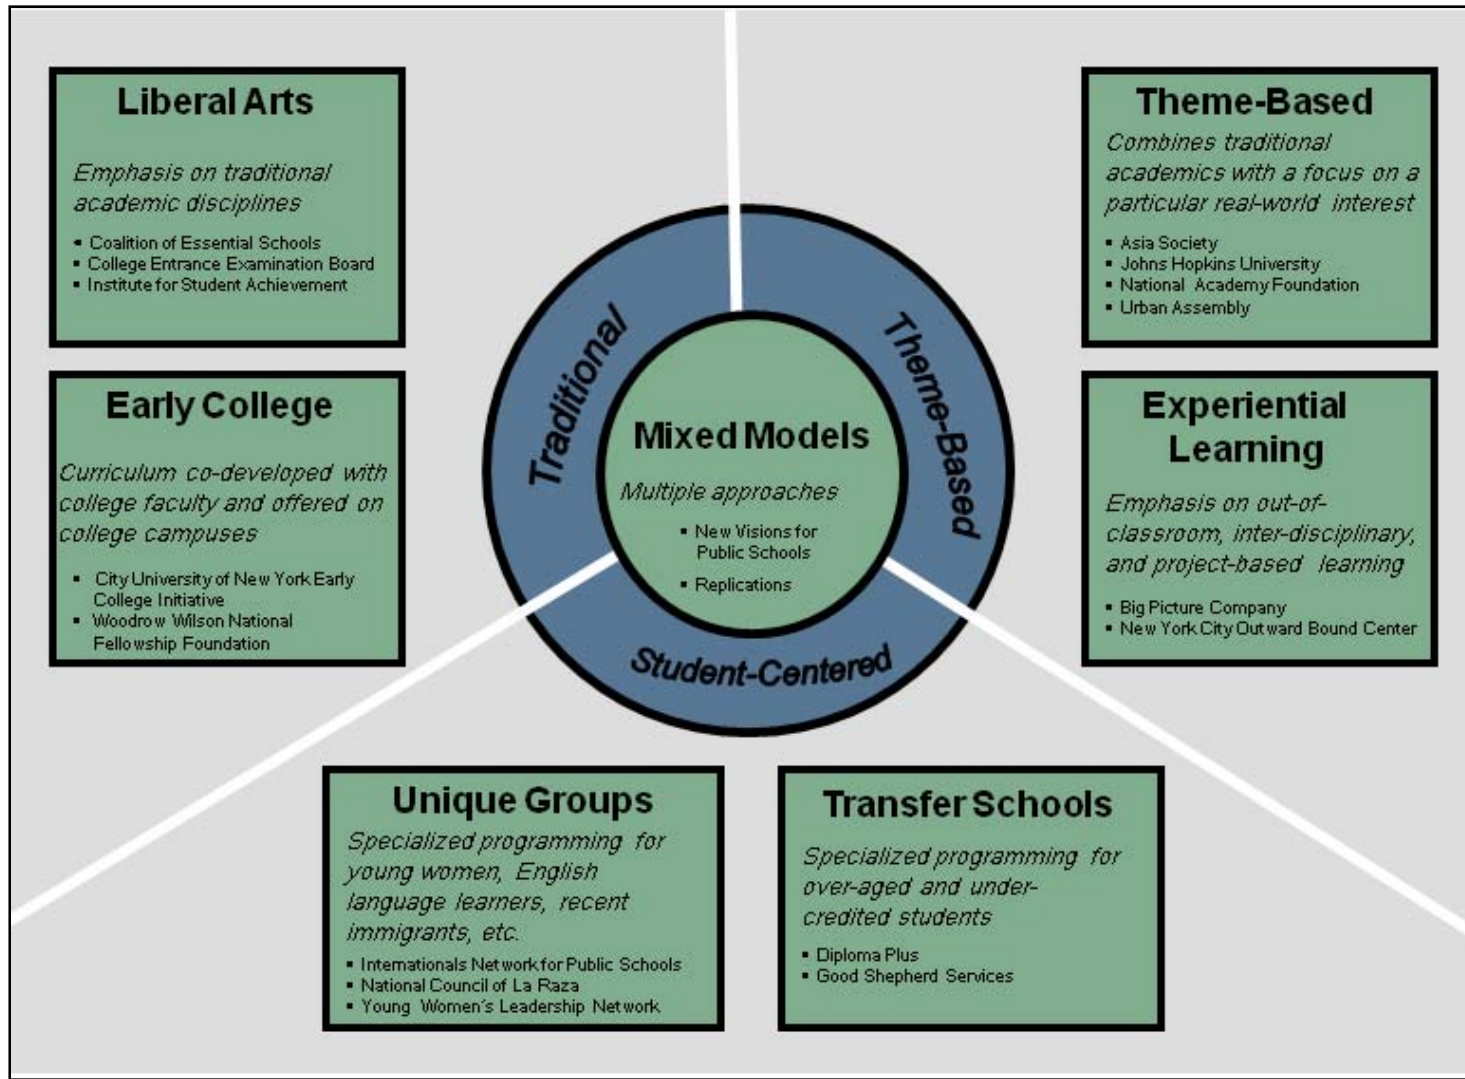 Liberal Arts
Emphasis on traditional
academic disciplines
▪ Coalition of Essential Schools
▪ College Entrance Examination Board
▪ Institute for Student Achievement
Early College
Curriculum co-developed with
college faculty and offered on
college campuses
▪ City University of New York Early
College Initiative
▪ Woodrow Wilson National
Fellowship Foundation
Traditional
Theme-Based
Student-Centered
Mixed Models
Multiple approaches
▪ New Visions for
Public Schools
▪ Replications
Theme-Based
Combines traditional
academics with a focus on a
particular real-world interest
▪ Asia Society
▪ Johns Hopkins University
▪ National Academy Foundation
▪ Urban Assembly
Experiential
Learning
Emphasis on out-of-
classroom, inter-disciplinary,
and project-based learning
▪ Big Picture Company
▪ New York City Outward Bound Center
Unique Groups
Specialized programming for
young women, English
language learners, recent
immigrants, etc.
▪ Internationals Network for Public Schools
▪ National Council of La Raza
▪ Young Women's Leadership Network
Transfer Schools
Specialized programming for
over-aged and under-
credited students
▪ Diploma Plus
▪ Good Shepherd Services